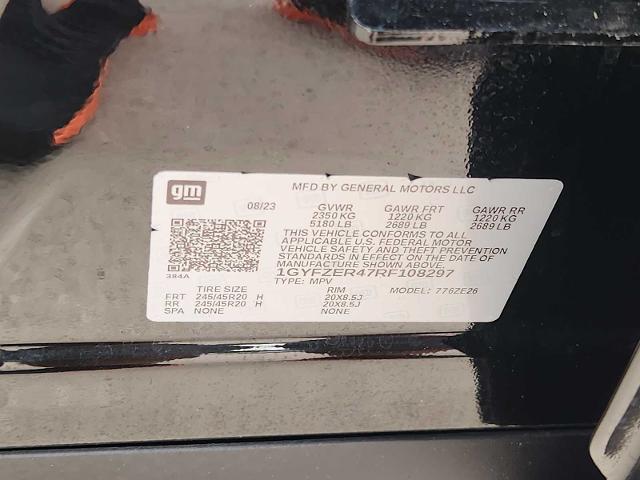 gm
MFD BY GENERAL MOTORS LLC
08/23 GVWR GAWR FRT GAWR RR
2350 KG 1220 KG 1220 KG
5180 LB 2689 LB 2689 LB
THIS VEHICLE CONFORMS TO ALL
APPLICABLE U.S. FEDERAL MOTOR
VEHICLE SAFETY AND THEFT PREVENTION
STANDARDS IN EFFECT ON THE DATE
OF MANUFACTURE SHOWN ABOVE.
384A 1GYFZER47RF108297
TYPE: MPV MODEL: 776ZE26
TIRE SIZE RIM
FRT 245/45R20 H 20X8.5J
RR 245/45R20 H 20X8.5J
SPA NONE NONE